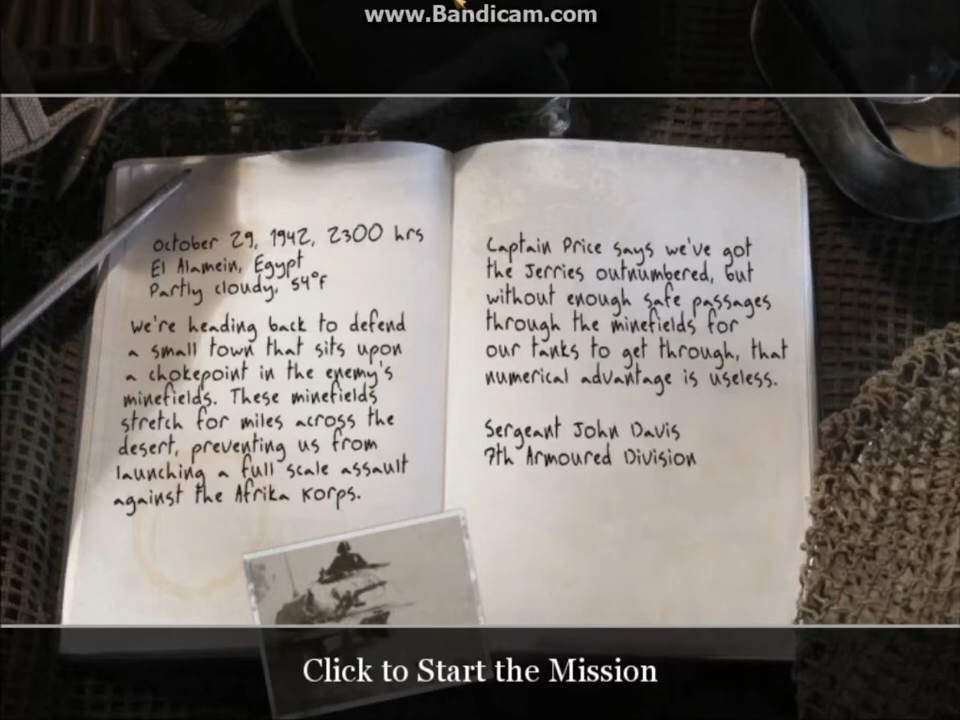 www.Bandicam.com
October 29, 1942, 2300 hrs
El Alamein, Egypt
Partly cloudy, 54°F
We're heading back to defend
a small town that sits upon
a chokepoint in the enemy's
minefields. These minefields
stretch for miles across the
desert, preventing us from
launching a full scale assault
against the Afrika Korps.
Captain Price says we've got
the Jerries outnumbered, but
without enough safe passages
through the minefields for
our tanks to get through, that
numerical advantage is useless.
Sergeant John Davis
7th Armoured Division
Click to Start the Mission